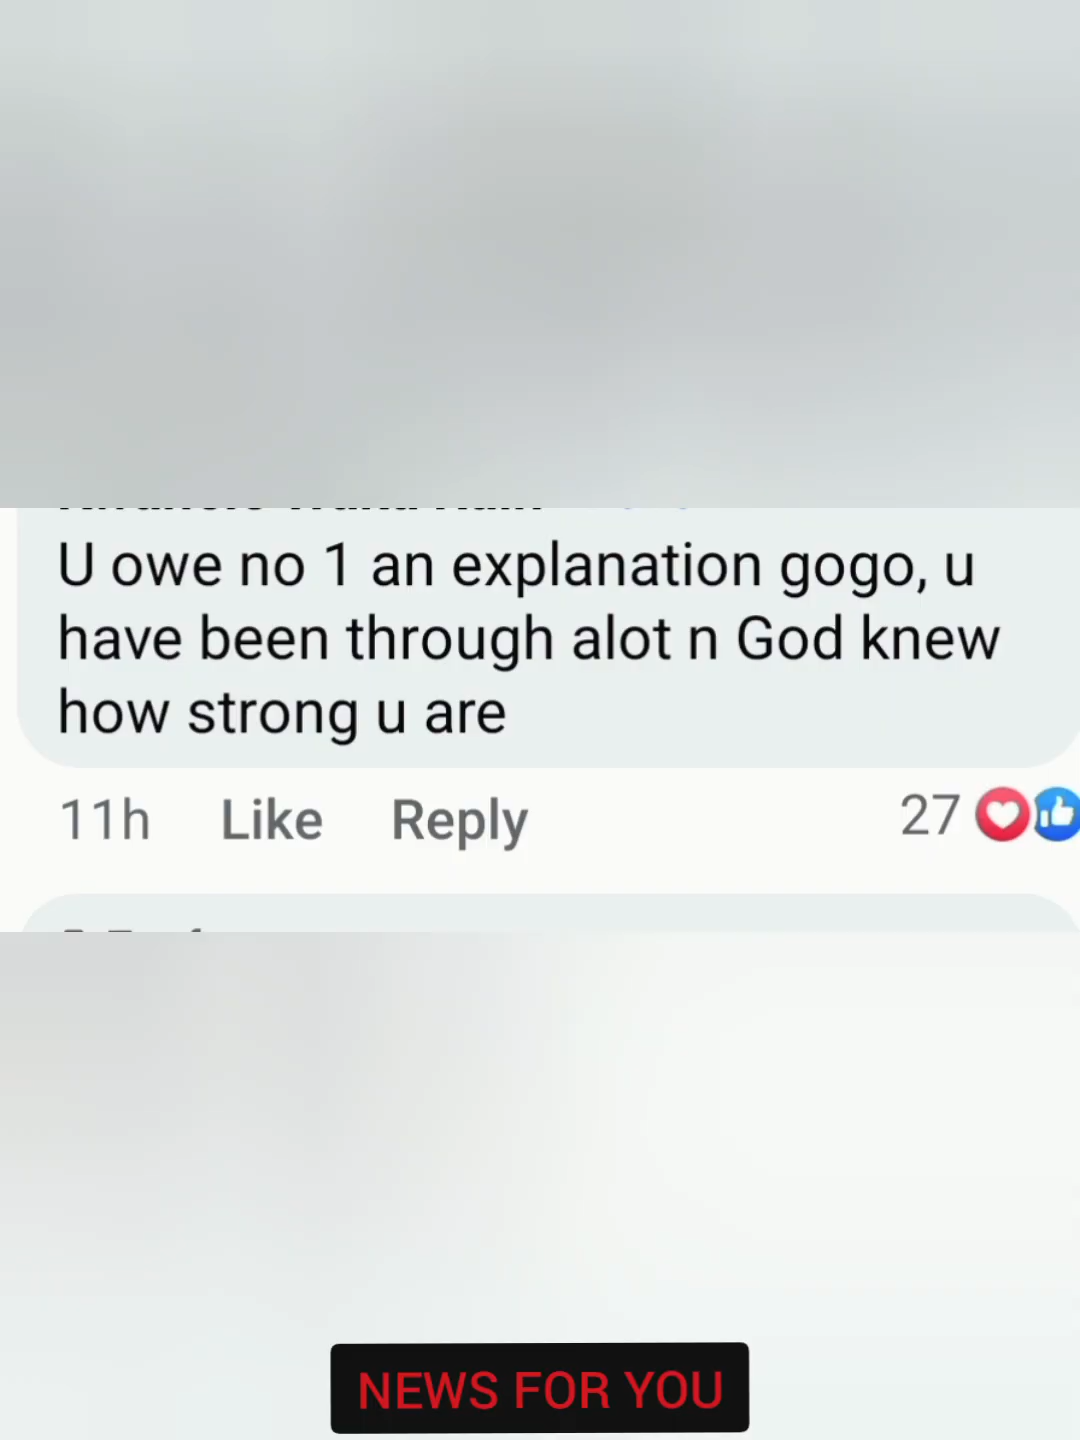 U owe no 1 an explanation gogo, u
have been through alot n God knew
how strong u are
11h Like Reply 27
NEWS FOR YOU